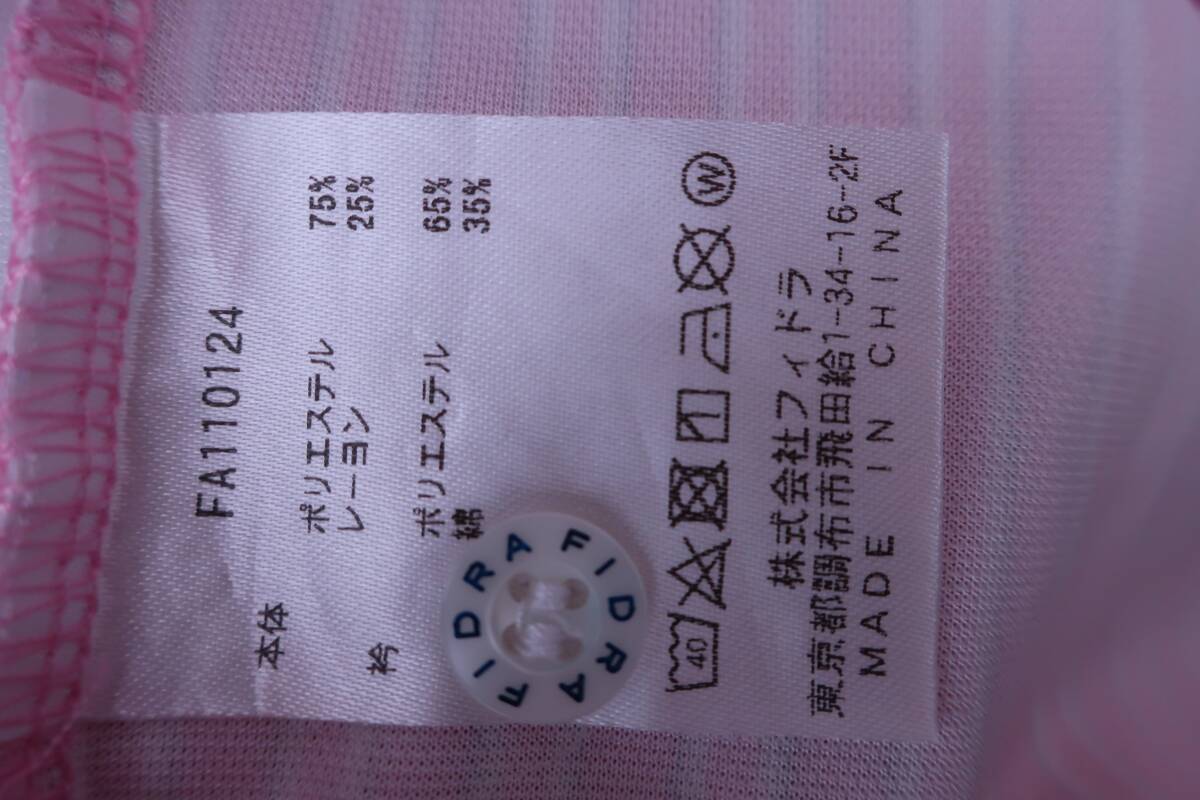 FA110124
本体
ポリエステル 75%
レーヨン 25%
衿
ポリエステル 65%
綿 35%
40
W
株式会社フィドラ
東京都調布市飛田給1-34-16-2F
MADE IN CHINA
FIDRA FIDRA